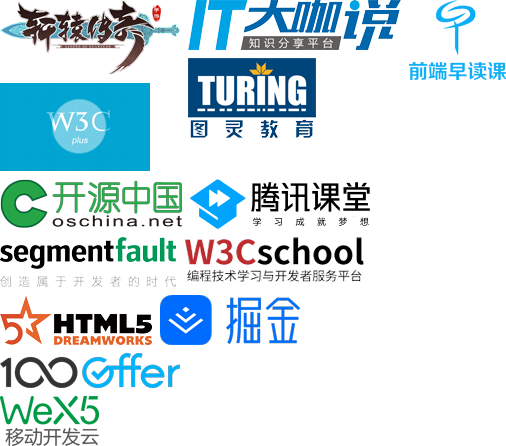 轩辕传奇
IT大咖说
知识分享平台
前端早读课
W3C
plus
TURING
图灵教育
开源中国
oschina.net
腾讯课堂
学习成就梦想
segmentfault
创造属于开发者的时代
W3Cschool
编程技术学习与开发者服务平台
HTML5
DREAMWORKS
掘金
100offer
WeX5
移动开发云